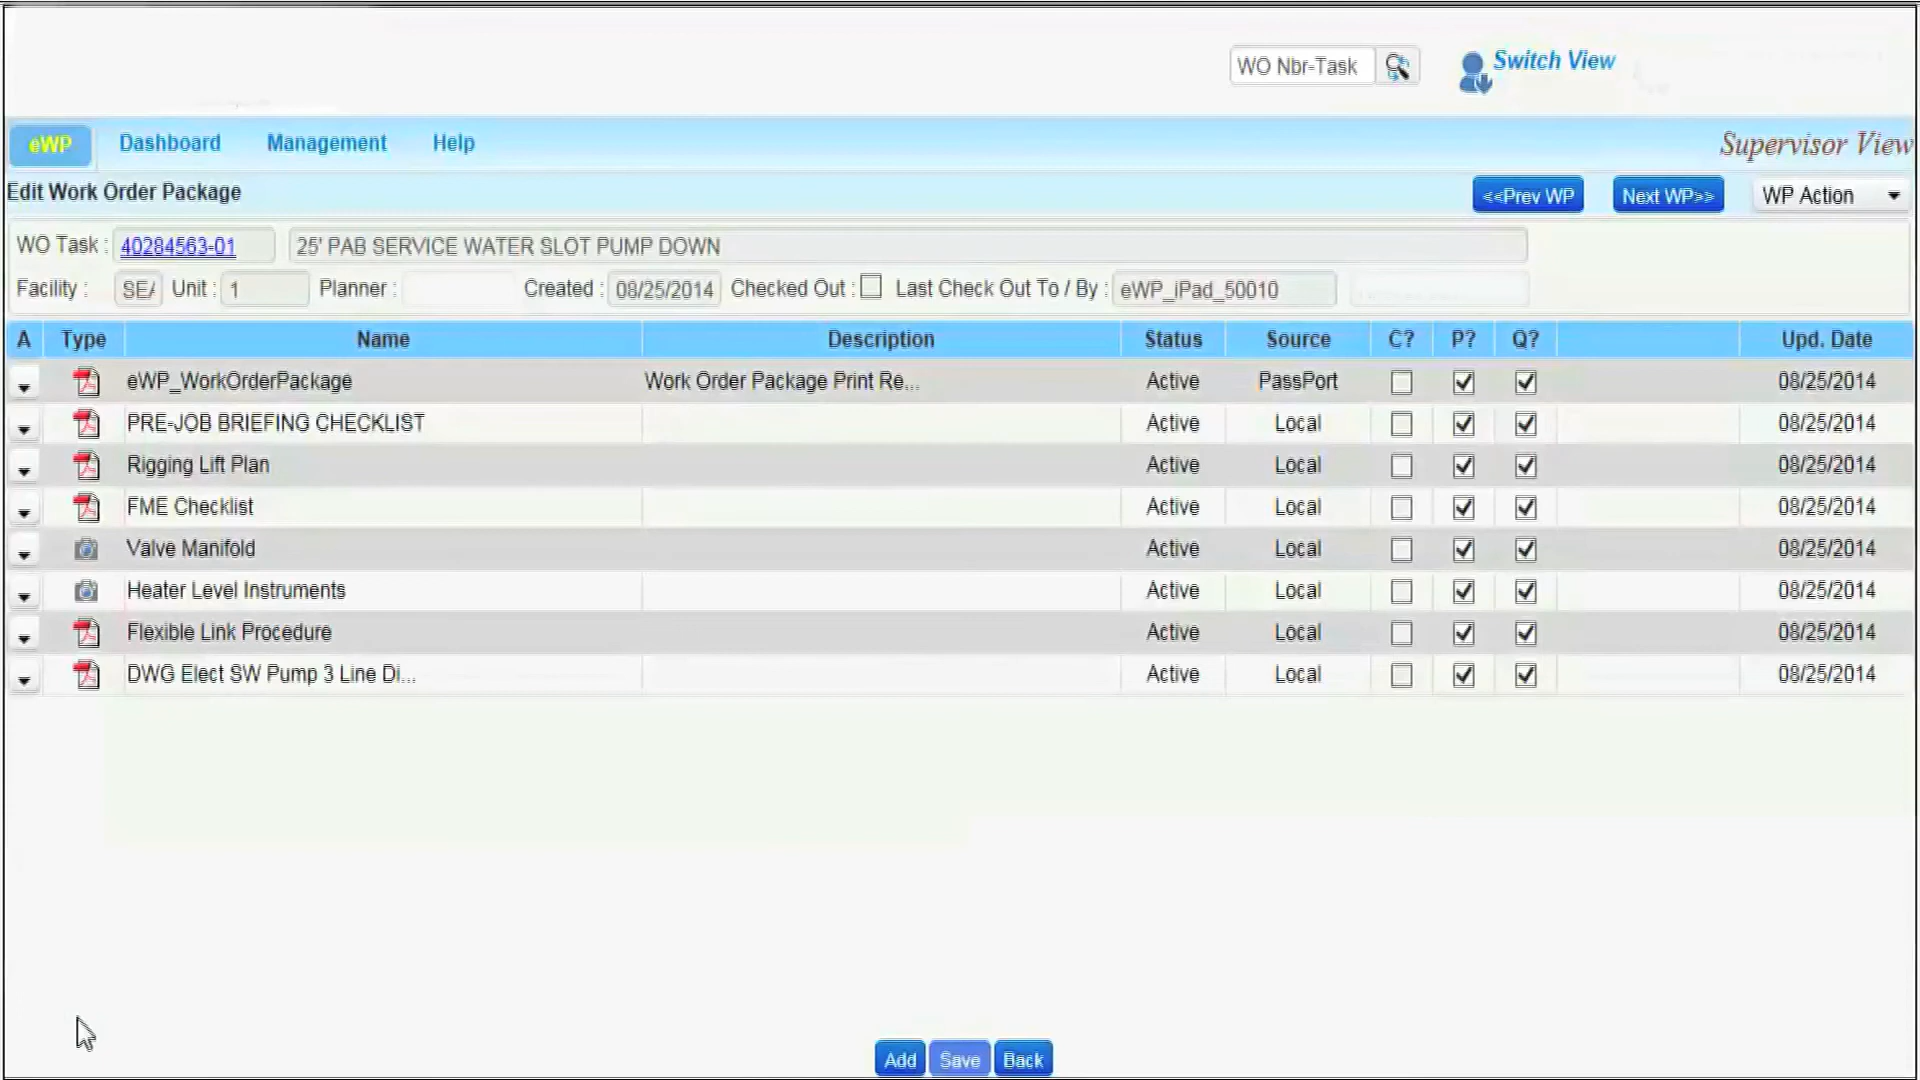 WO Nbr-Task Switch View
eWP Dashboard Management Help Supervisor View
Edit Work Order Package <<Prev WP Next WP>> WP Action
WO Task : 40284563-01 25' PAB SERVICE WATER SLOT PUMP DOWN
Facility : SEA Unit : 1 Planner : Created : 08/25/2014 Checked Out : Last Check Out To / By : eWP_iPad_50010
A Type Name Description Status Source C? P? Q? Upd. Date
eWP_WorkOrderPackage Work Order Package Print Re... Active PassPort 08/25/2014
PRE-JOB BRIEFING CHECKLIST Active Local 08/25/2014
Rigging Lift Plan Active Local 08/25/2014
FME Checklist Active Local 08/25/2014
Valve Manifold Active Local 08/25/2014
Heater Level Instruments Active Local 08/25/2014
Flexible Link Procedure Active Local 08/25/2014
DWG Elect SW Pump 3 Line Di... Active Local 08/25/2014
Add Save Back